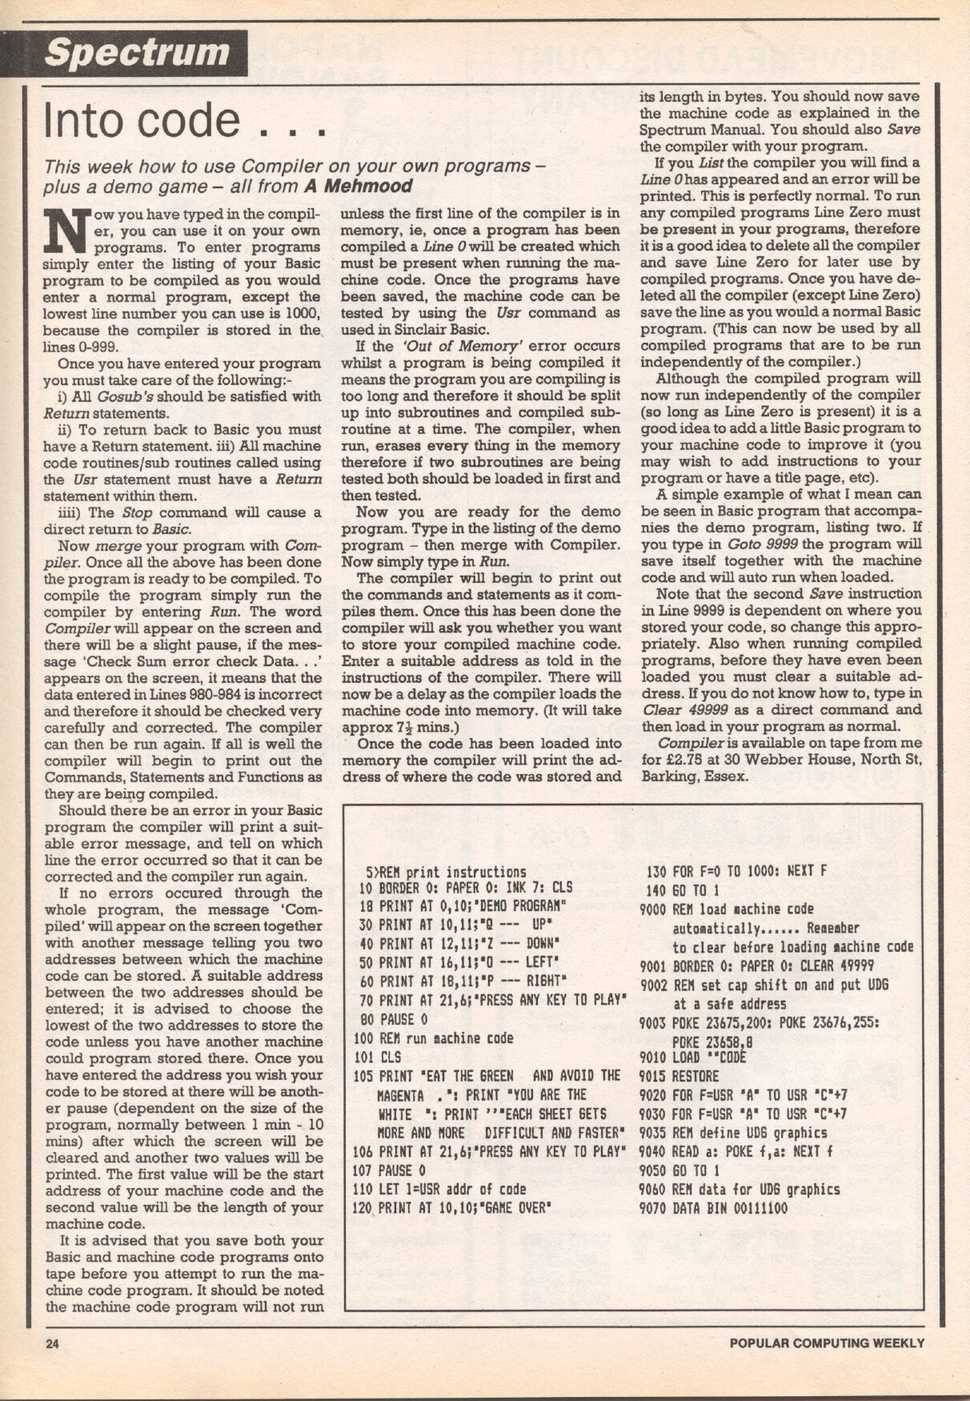 Spectrum
Into code . . .
This week how to use Compiler on your own programs –
plus a demo game – all from A Mehmood
Now you have typed in the compil-
er, you can use it on your own
programs. To enter programs
simply enter the listing of your Basic
program to be compiled as you would
enter a normal program, except the
lowest line number you can use is 1000,
because the compiler is stored in the
lines 0-999.
Once you have entered your program
you must take care of the following:-
i) All Gosub's should be satisfied with
Return statements.
ii) To return back to Basic you must
have a Return statement. iii) All machine
code routines/sub routines called using
the Usr statement must have a Return
statement within them.
iiii) The Stop command will cause a
direct return to Basic.
Now merge your program with Com-
piler. Once all the above has been done
the program is ready to be compiled. To
compile the program simply run the
compiler by entering Run. The word
Compiler will appear on the screen and
there will be a slight pause, if the mes-
sage 'Check Sum error check Data. . .'
appears on the screen, it means that the
data entered in Lines 980-984 is incorrect
and therefore it should be checked very
carefully and corrected. The compiler
can then be run again. If all is well the
compiler will begin to print out the
Commands, Statements and Functions as
they are being compiled.
Should there be an error in your Basic
program the compiler will print a suit-
able error message, and tell on which
line the error occurred so that it can be
corrected and the compiler run again.
If no errors occured through the
whole program, the message 'Com-
piled' will appear on the screen together
with another message telling you two
addresses between which the machine
code can be stored. A suitable address
between the two addresses should be
entered; it is advised to choose the
lowest of the two addresses to store the
code unless you have another machine
could program stored there. Once you
have entered the address you wish your
code to be stored at there will be anoth-
er pause (dependent on the size of the
program, normally between 1 min - 10
mins) after which the screen will be
cleared and another two values will be
printed. The first value will be the start
address of your machine code and the
second value will be the length of your
machine code.
It is advised that you save both your
Basic and machine code programs onto
tape before you attempt to run the ma-
chine code program. It should be noted
the machine code program will not run
unless the first line of the compiler is in
memory, ie, once a program has been
compiled a Line 0 will be created which
must be present when running the ma-
chine code. Once the programs have
been saved, the machine code can be
tested by using the Usr command as
used in Sinclair Basic.
If the 'Out of Memory' error occurs
whilst a program is being compiled it
means the program you are compiling is
too long and therefore it should be split
up into subroutines and compiled sub-
routine at a time. The compiler, when
run, erases every thing in the memory
therefore if two subroutines are being
tested both should be loaded in first and
then tested.
Now you are ready for the demo
program. Type in the listing of the demo
program – then merge with Compiler.
Now simply type in Run.
The compiler will begin to print out
the commands and statements as it com-
piles them. Once this has been done the
compiler will ask you whether you want
to store your compiled machine code.
Enter a suitable address as told in the
instructions of the compiler. There will
now be a delay as the compiler loads the
machine code into memory. (It will take
approx 7½ mins.)
Once the code has been loaded into
memory the compiler will print the ad-
dress of where the code was stored and
its length in bytes. You should now save
the machine code as explained in the
Spectrum Manual. You should also Save
the compiler with your program.
If you List the compiler you will find a
Line 0 has appeared and an error will be
printed. This is perfectly normal. To run
any compiled programs Line Zero must
be present in your programs, therefore
it is a good idea to delete all the compiler
and save Line Zero for later use by
compiled programs. Once you have de-
leted all the compiler (except Line Zero)
save the line as you would a normal Basic
program. (This can now be used by all
compiled programs that are to be run
independently of the compiler.)
Although the compiled program will
now run independently of the compiler
(so long as Line Zero is present) it is a
good idea to add a little Basic program to
your machine code to improve it (you
may wish to add instructions to your
program or have a title page, etc).
A simple example of what I mean can
be seen in Basic program that accompa-
nies the demo program, listing two. If
you type in Goto 9999 the program will
save itself together with the machine
code and will auto run when loaded.
Note that the second Save instruction
in Line 9999 is dependent on where you
stored your code, so change this appro-
priately. Also when running compiled
programs, before they have even been
loaded you must clear a suitable ad-
dress. If you do not know how to, type in
Clear 49999 as a direct command and
then load in your program as normal.
Compiler is available on tape from me
for £2.75 at 30 Webber House, North St,
Barking, Essex.
5>REM print instructions
10 BORDER 0: PAPER 0: INK 7: CLS
18 PRINT AT 0,10;"DEMO PROGRAM"
30 PRINT AT 10,11;"Q --- UP"
40 PRINT AT 12,11;"Z --- DOWN"
50 PRINT AT 16,11;"O --- LEFT"
60 PRINT AT 18,11;"P --- RIGHT"
70 PRINT AT 21,6;"PRESS ANY KEY TO PLAY"
80 PAUSE 0
100 REM run machine code
101 CLS
105 PRINT "EAT THE GREEN   AND AVOID THE
MAGENTA  .": PRINT "YOU ARE THE
WHITE  ": PRINT '""EACH SHEET GETS
MORE AND MORE   DIFFICULT AND FASTER"
106 PRINT AT 21,6;"PRESS ANY KEY TO PLAY"
107 PAUSE 0
110 LET l=USR addr of code
120 PRINT AT 10,10;"GAME OVER"
130 FOR F=0 TO 1000: NEXT F
140 GO TO 1
9000 REM load machine code
automatically...... Remember
to clear before loading machine code
9001 BORDER 0: PAPER 0: CLEAR 49999
9002 REM set cap shift on and put UDG
at a safe address
9003 POKE 23675,200: POKE 23676,255:
POKE 23658,8
9010 LOAD ""CODE
9015 RESTORE
9020 FOR F=USR "A" TO USR "C"+7
9030 FOR F=USR "A" TO USR "C"+7
9035 REM define UDG graphics
9040 READ a: POKE f,a: NEXT f
9050 GO TO 1
9060 REM data for UDG graphics
9070 DATA BIN 00111100
24
POPULAR COMPUTING WEEKLY